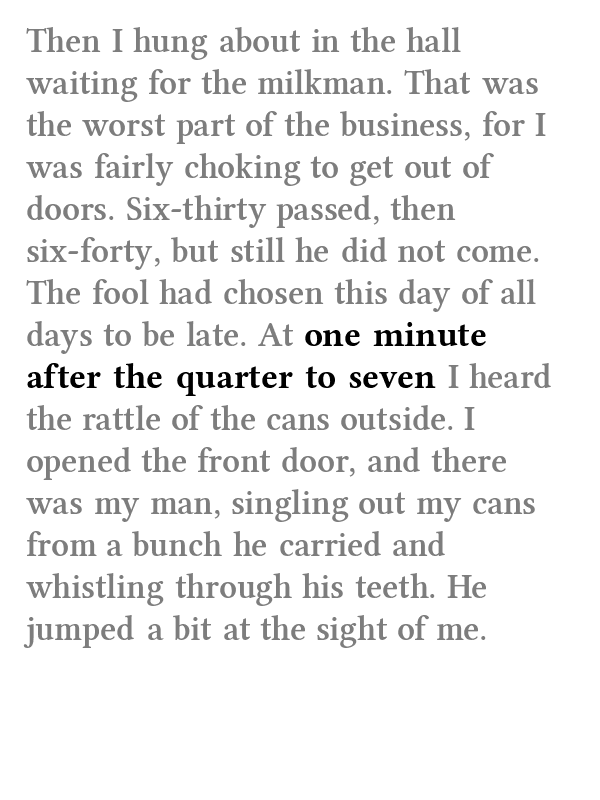 Then I hung about in the hall
waiting for the milkman. That was
the worst part of the business, for I
was fairly choking to get out of
doors. Six-thirty passed, then
six-forty, but still he did not come.
The fool had chosen this day of all
days to be late. At one minute
after the quarter to seven I heard
the rattle of the cans outside. I
opened the front door, and there
was my man, singling out my cans
from a bunch he carried and
whistling through his teeth. He
jumped a bit at the sight of me.